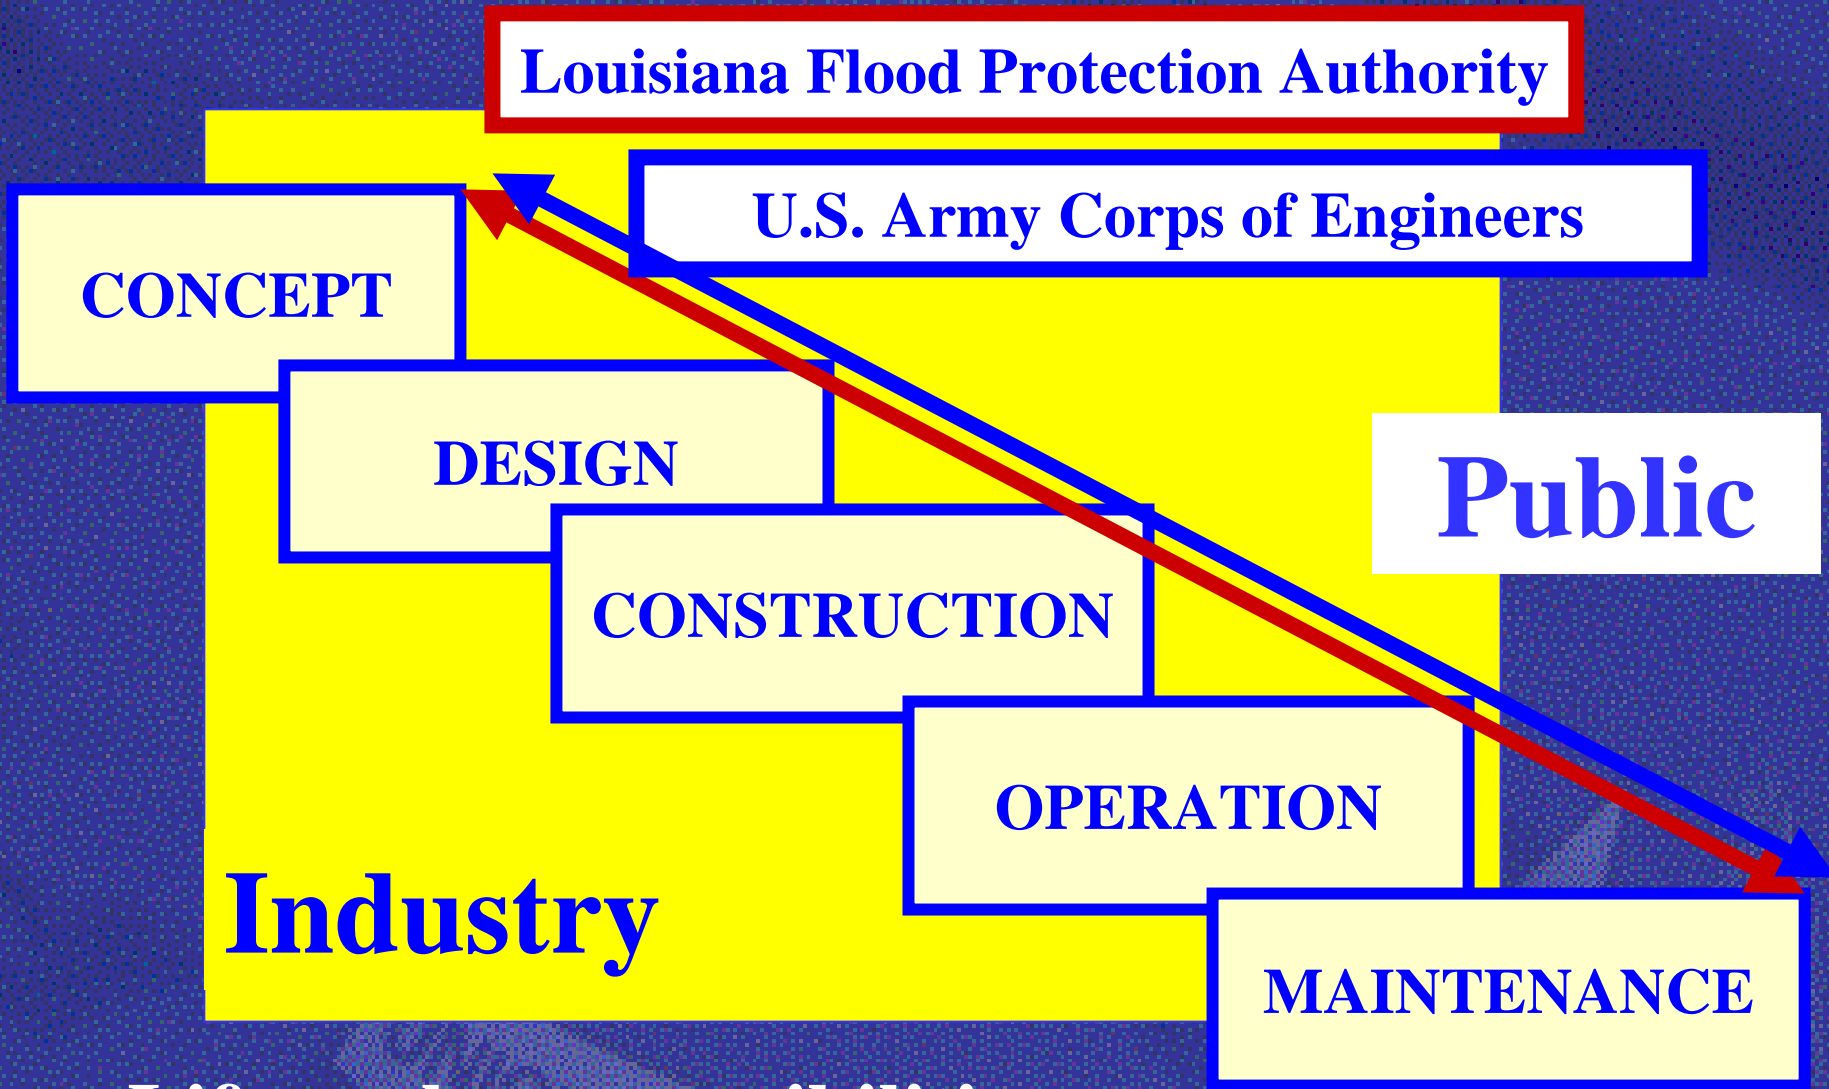 Louisiana Flood Protection Authority
U.S. Army Corps of Engineers
CONCEPT
DESIGN
Public
CONSTRUCTION
OPERATION
Industry
MAINTENANCE